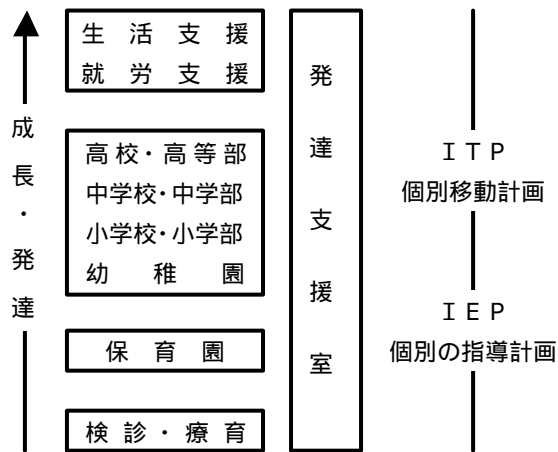 成長・発達
生活支援
就労支援
高校・高等部
中学校・中学部
小学校・小学部
幼稚園
保育園
検診・療育
発達支援室
ＩＴＰ
個別移動計画
ＩＥＰ
個別の指導計画